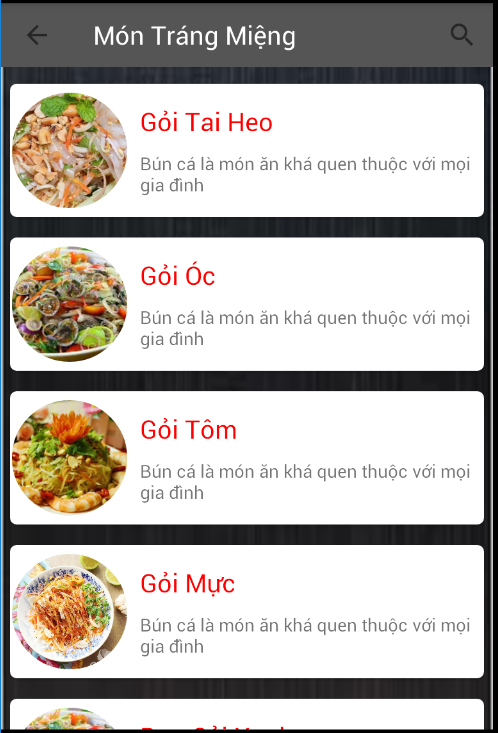 Món Tráng Miệng
Gỏi Tai Heo
Bún cá là món ăn khá quen thuộc với mọi
gia đình
Gỏi Óc
Bún cá là món ăn khá quen thuộc với mọi
gia đình
Gỏi Tôm
Bún cá là món ăn khá quen thuộc với mọi
gia đình
Gỏi Mực
Bún cá là món ăn khá quen thuộc với mọi
gia đình